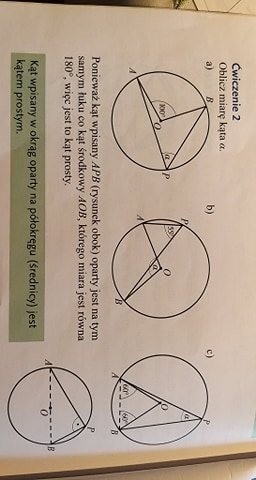 Ćwiczenie 2
Oblicz miarę kąta α.
a)
B
100°
O
A
α
P
b)
P
55°
O
α
A
B
c)
P
α
O
60°
60°
A
B
Ponieważ kąt wpisany APB (rysunek obok) oparty jest na tym
samym łuku co kąt środkowy AOB, którego miara jest równa
180°, więc jest to kąt prosty.
Kąt wpisany w okrąg oparty na półokręgu (średnicy) jest
kątem prostym.
P
A
O
B